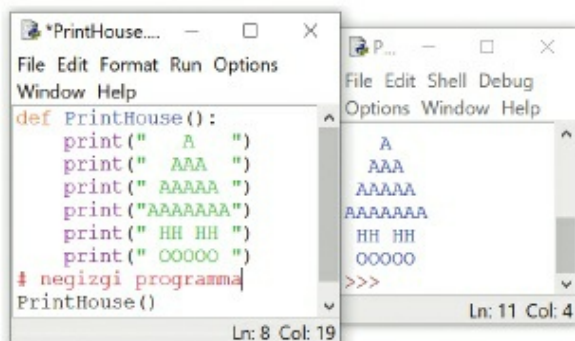 *PrintHouse....
File Edit Format Run Options
Window Help
def PrintHouse():
    print("   A   ")
    print("  AAA  ")
    print(" AAAAA ")
    print("AAAAAAA")
    print(" HH HH ")
    print(" OOOOO ")
# negizgi programma
PrintHouse()
Ln: 8 Col: 19
P...
File Edit Shell Debug
Options Window Help
   A
  AAA
 AAAAA
AAAAAAA
 HH HH
 OOOOO
>>>
Ln: 11 Col: 4